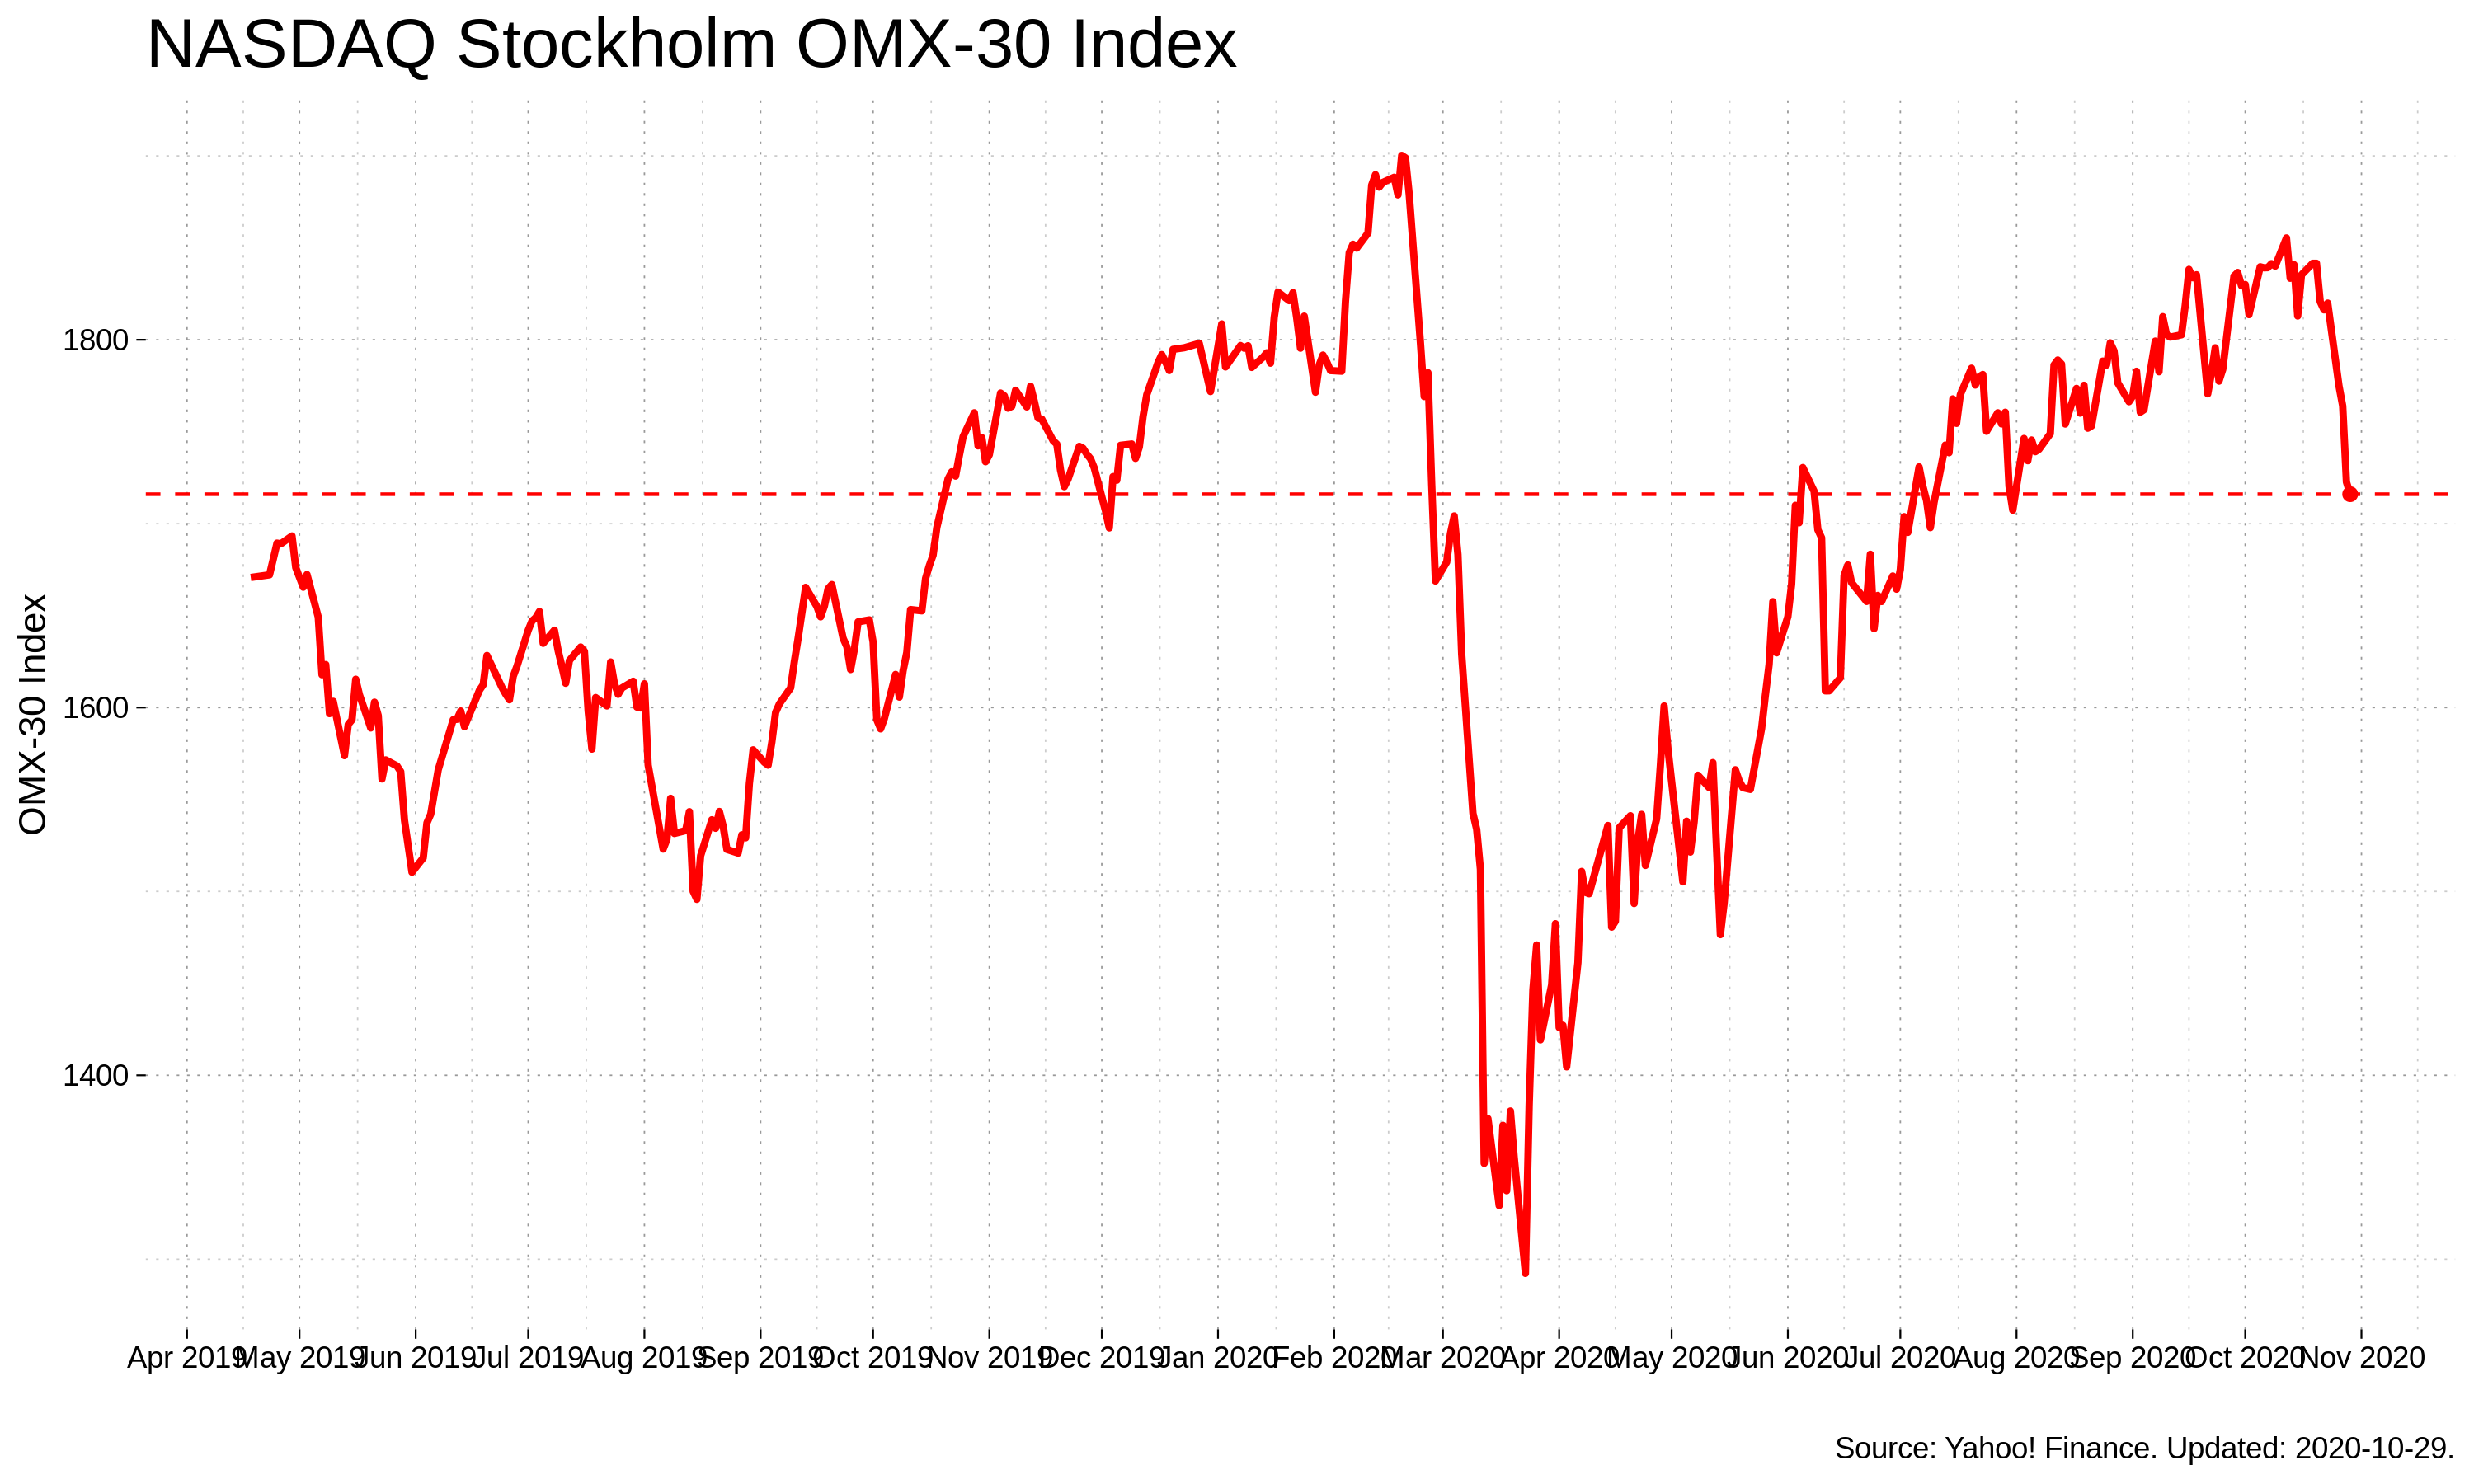 NASDAQ Stockholm OMX-30 Index
OMX-30 Index
1800
1600
1400
Apr 2019 May 2019 Jun 2019 Jul 2019 Aug 2019 Sep 2019 Oct 2019 Nov 2019 Dec 2019 Jan 2020 Feb 2020 Mar 2020 Apr 2020 May 2020 Jun 2020 Jul 2020 Aug 2020 Sep 2020 Oct 2020 Nov 2020
Source: Yahoo! Finance. Updated: 2020-10-29.